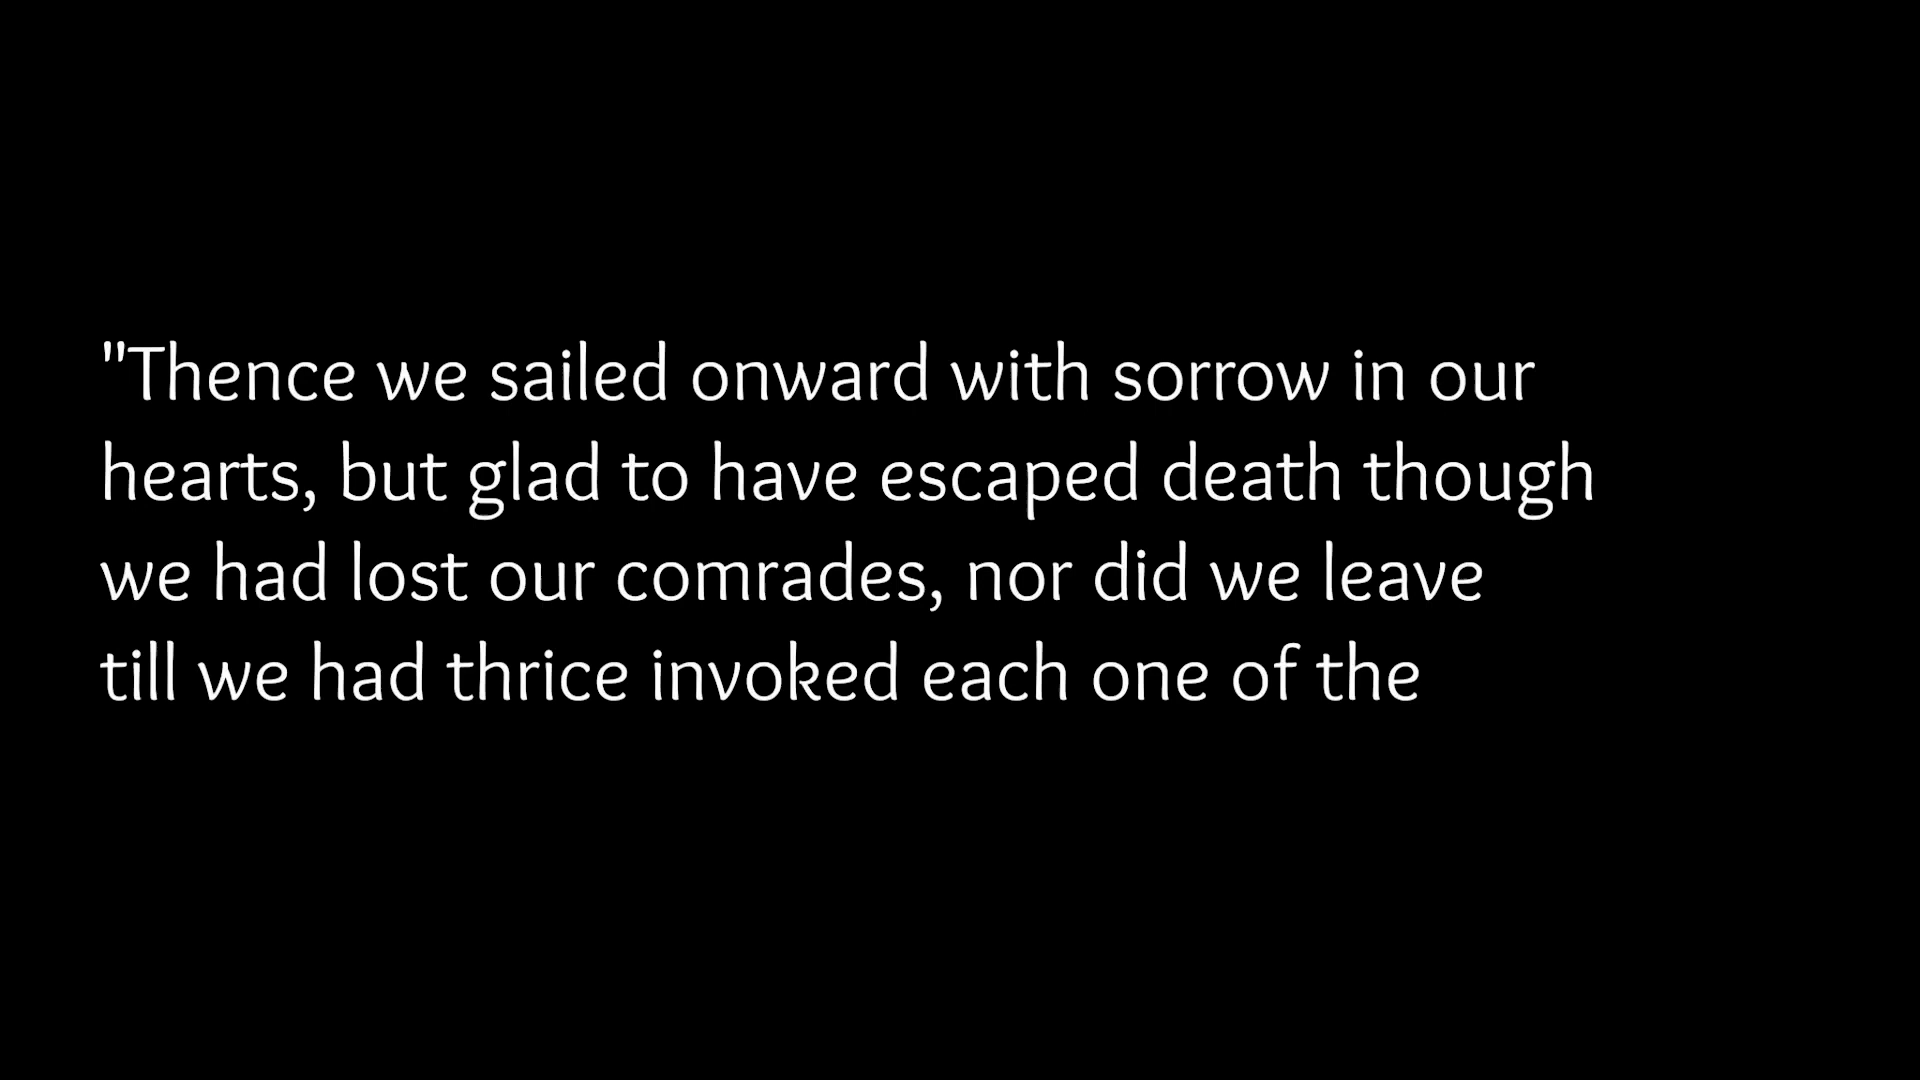 "Thence we sailed onward with sorrow in our
hearts, but glad to have escaped death though
we had lost our comrades, nor did we leave
till we had thrice invoked each one of the